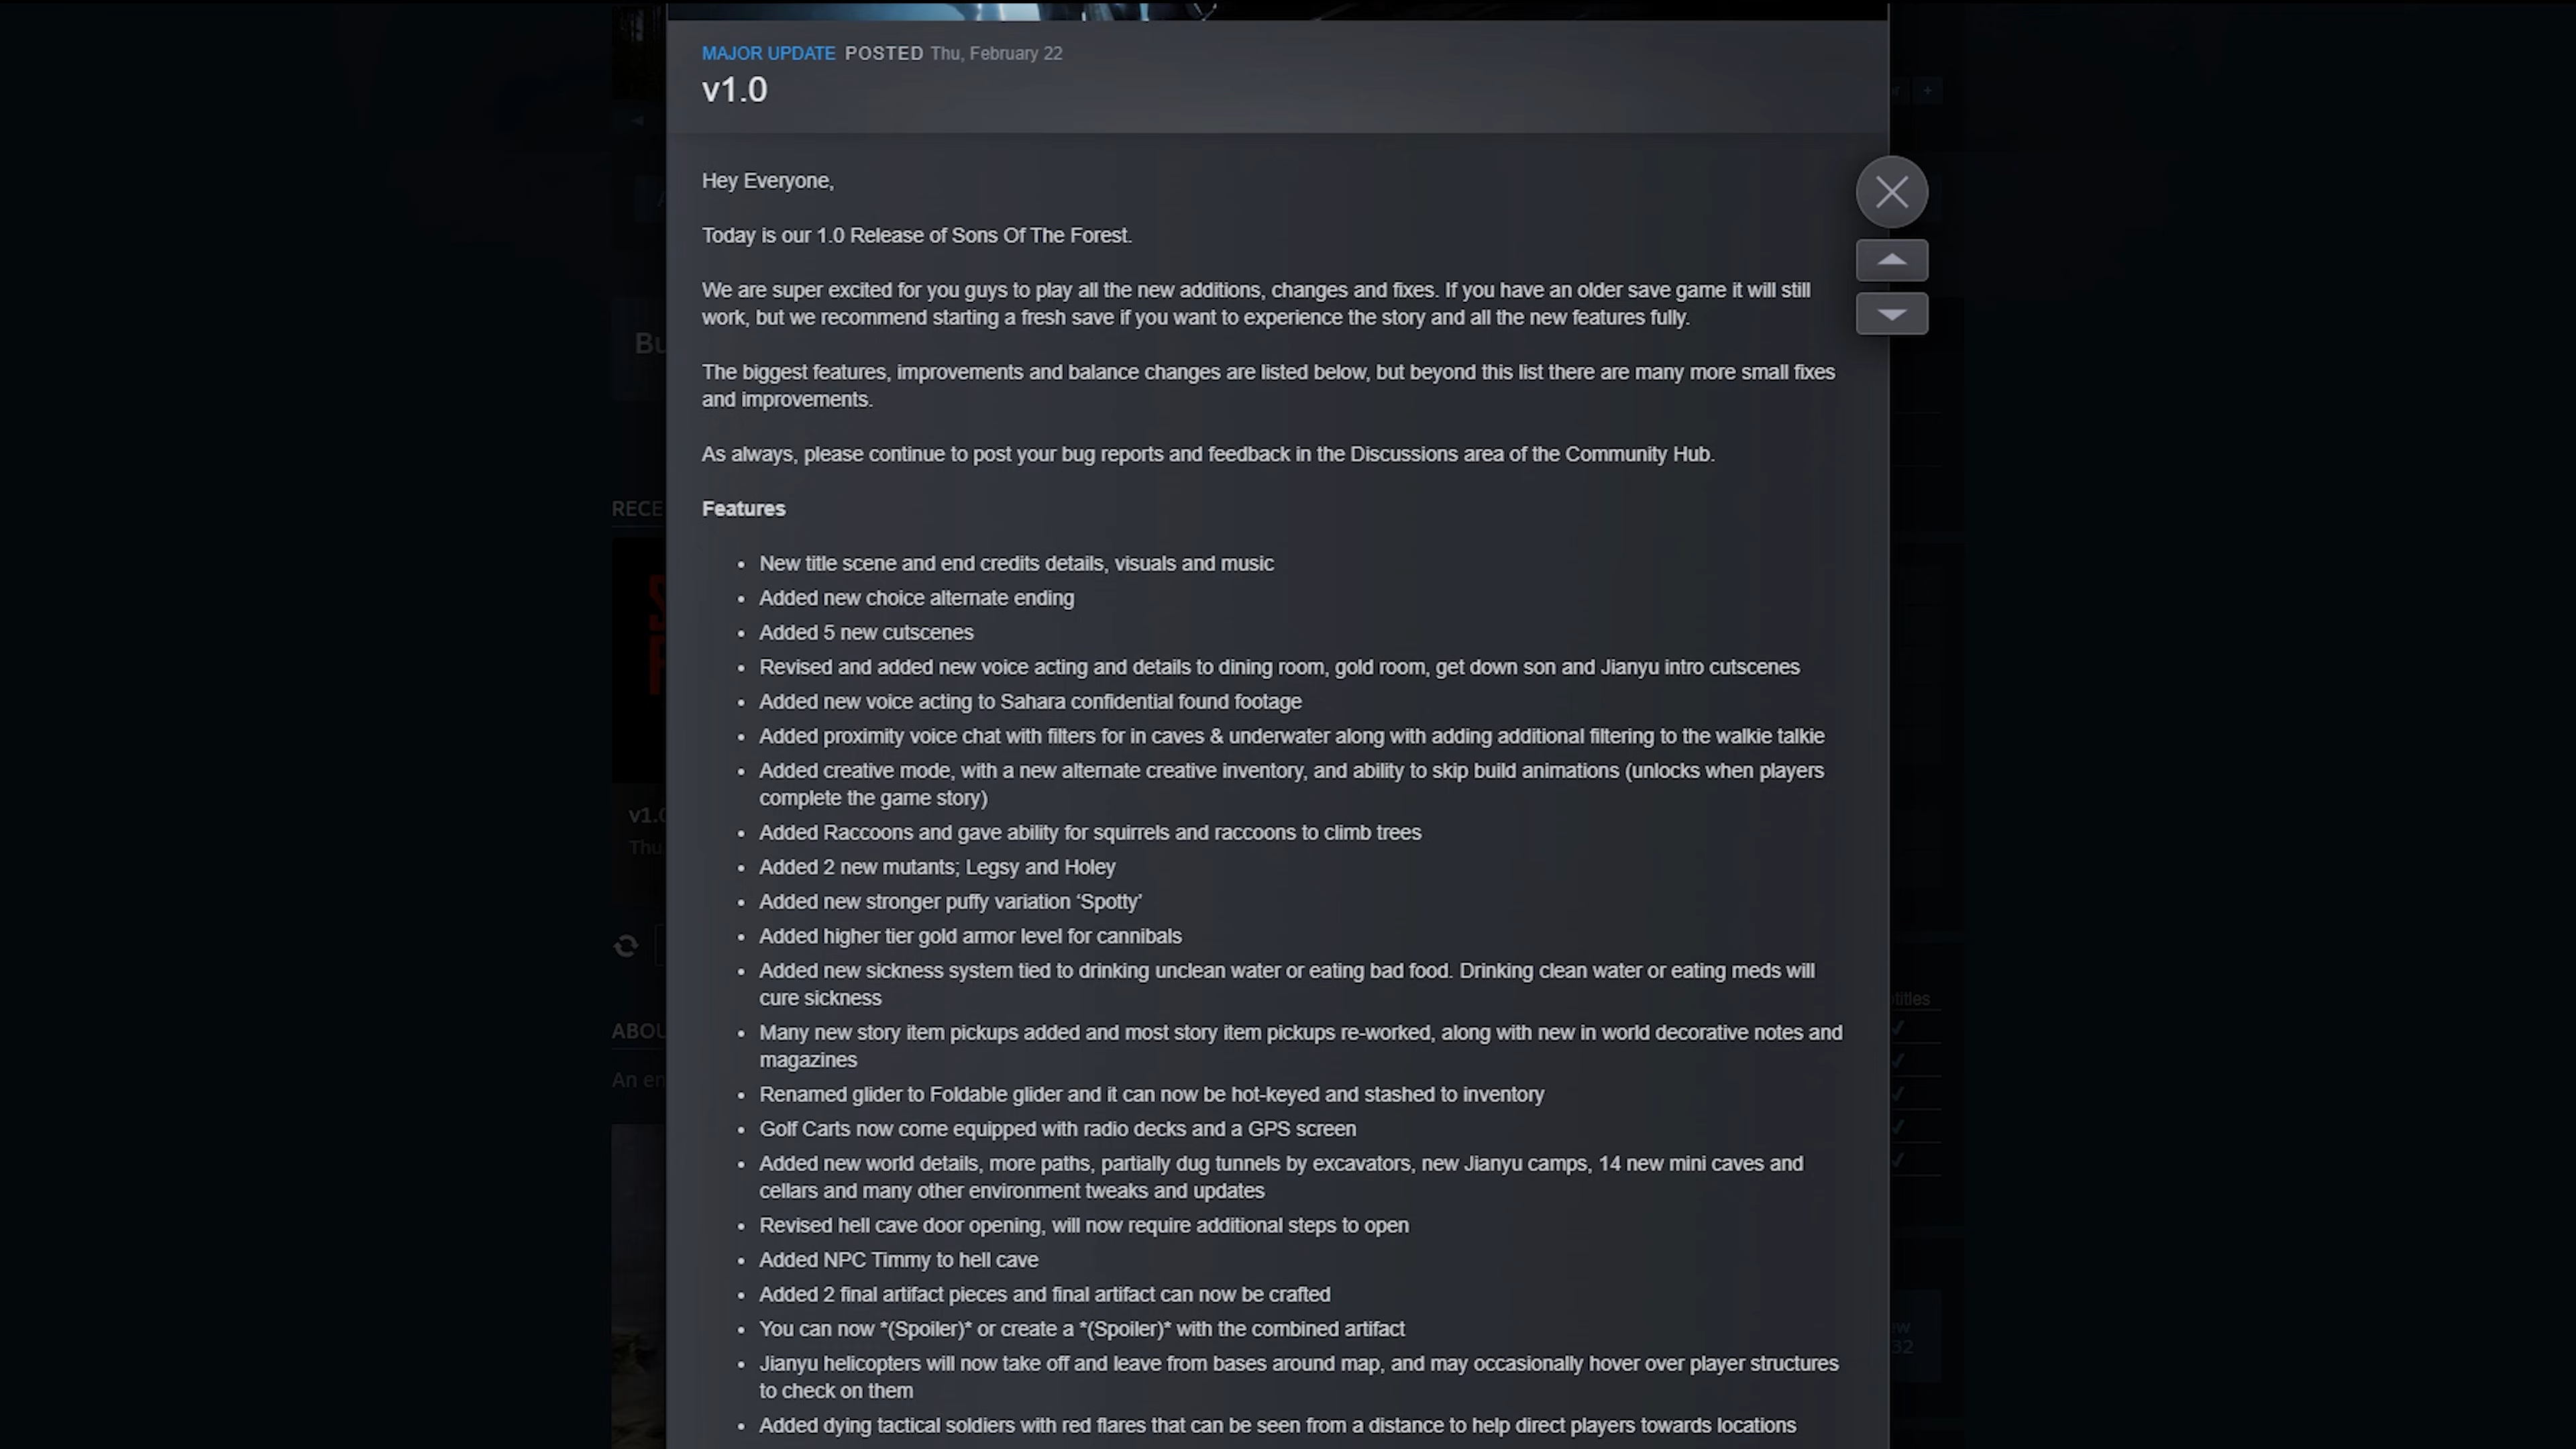 MAJOR UPDATE POSTED Thu, February 22
v1.0
Hey Everyone,
Today is our 1.0 Release of Sons Of The Forest.
We are super excited for you guys to play all the new additions, changes and fixes. If you have an older save game it will still
work, but we recommend starting a fresh save if you want to experience the story and all the new features fully.
The biggest features, improvements and balance changes are listed below, but beyond this list there are many more small fixes
and improvements.
As always, please continue to post your bug reports and feedback in the Discussions area of the Community Hub.
Features
• New title scene and end credits details, visuals and music
• Added new choice alternate ending
• Added 5 new cutscenes
• Revised and added new voice acting and details to dining room, gold room, get down son and Jianyu intro cutscenes
• Added new voice acting to Sahara confidential found footage
• Added proximity voice chat with filters for in caves & underwater along with adding additional filtering to the walkie talkie
• Added creative mode, with a new alternate creative inventory, and ability to skip build animations (unlocks when players
complete the game story)
• Added Raccoons and gave ability for squirrels and raccoons to climb trees
• Added 2 new mutants; Legsy and Holey
• Added new stronger puffy variation ‘Spotty’
• Added higher tier gold armor level for cannibals
• Added new sickness system tied to drinking unclean water or eating bad food. Drinking clean water or eating meds will
cure sickness
• Many new story item pickups added and most story item pickups re-worked, along with new in world decorative notes and
magazines
• Renamed glider to Foldable glider and it can now be hot-keyed and stashed to inventory
• Golf Carts now come equipped with radio decks and a GPS screen
• Added new world details, more paths, partially dug tunnels by excavators, new Jianyu camps, 14 new mini caves and
cellars and many other environment tweaks and updates
• Revised hell cave door opening, will now require additional steps to open
• Added NPC Timmy to hell cave
• Added 2 final artifact pieces and final artifact can now be crafted
• You can now *(Spoiler)* or create a *(Spoiler)* with the combined artifact
• Jianyu helicopters will now take off and leave from bases around map, and may occasionally hover over player structures
to check on them
• Added dying tactical soldiers with red flares that can be seen from a distance to help direct players towards locations
Bu
RECE
v1.0
Thu
ABOU
An en
32